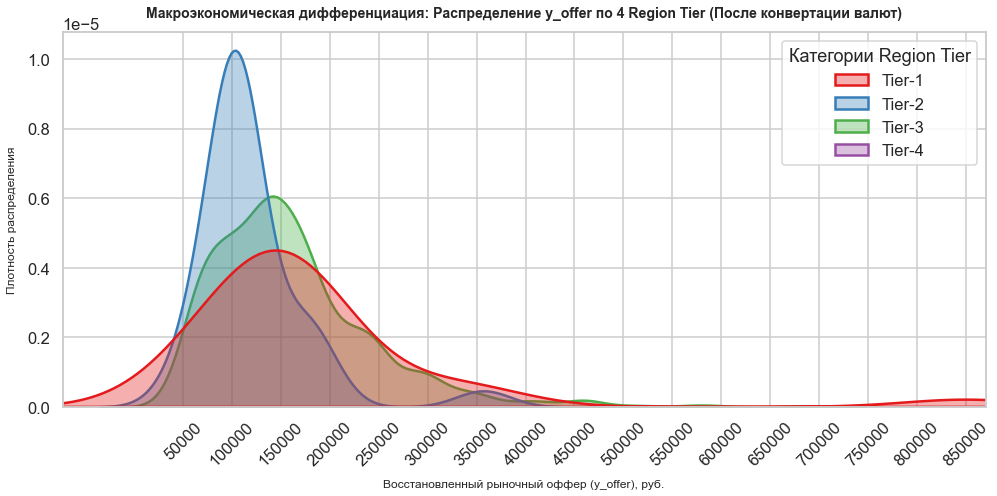 Макроэкономическая дифференциация: Распределение y_offer по 4 Region Tier (После конвертации валют)
1e−5
Категории Region Tier
Tier-1
Tier-2
Tier-3
Tier-4
Плотность распределения
1.0
0.8
0.6
0.4
0.2
0.0
50000
100000
150000
200000
250000
300000
350000
400000
450000
500000
550000
600000
650000
700000
750000
800000
850000
Восстановленный рыночный оффер (y_offer), руб.